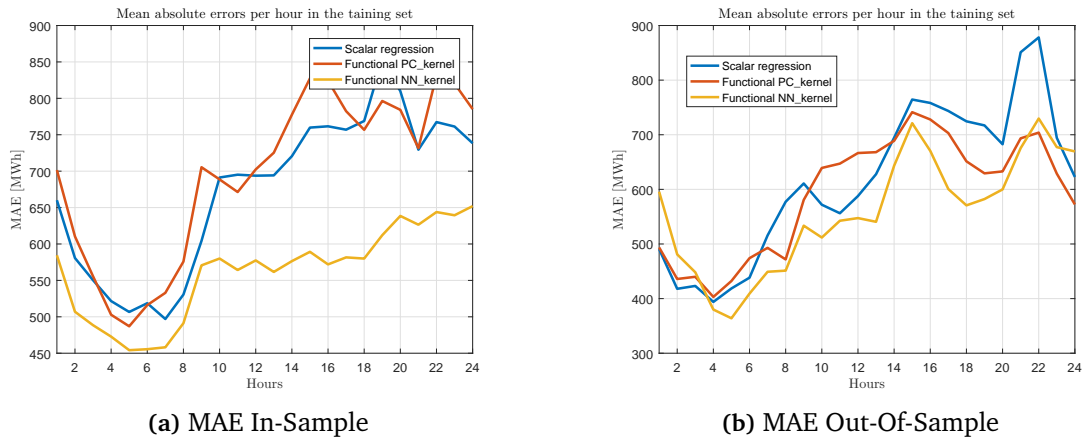 Mean absolute errors per hour in the taining set
900
850
800
750
700
650
600
550
500
450
MAE [MWh]
Scalar regression
Functional PC_kernel
Functional NN_kernel
2 4 6 8 10 12 14 16 18 20 22 24
Hours
(a) MAE In-Sample
Mean absolute errors per hour in the taining set
900
800
700
600
500
400
300
MAE [MWh]
Scalar regression
Functional PC_kernel
Functional NN_kernel
2 4 6 8 10 12 14 16 18 20 22 24
Hours
(b) MAE Out-Of-Sample